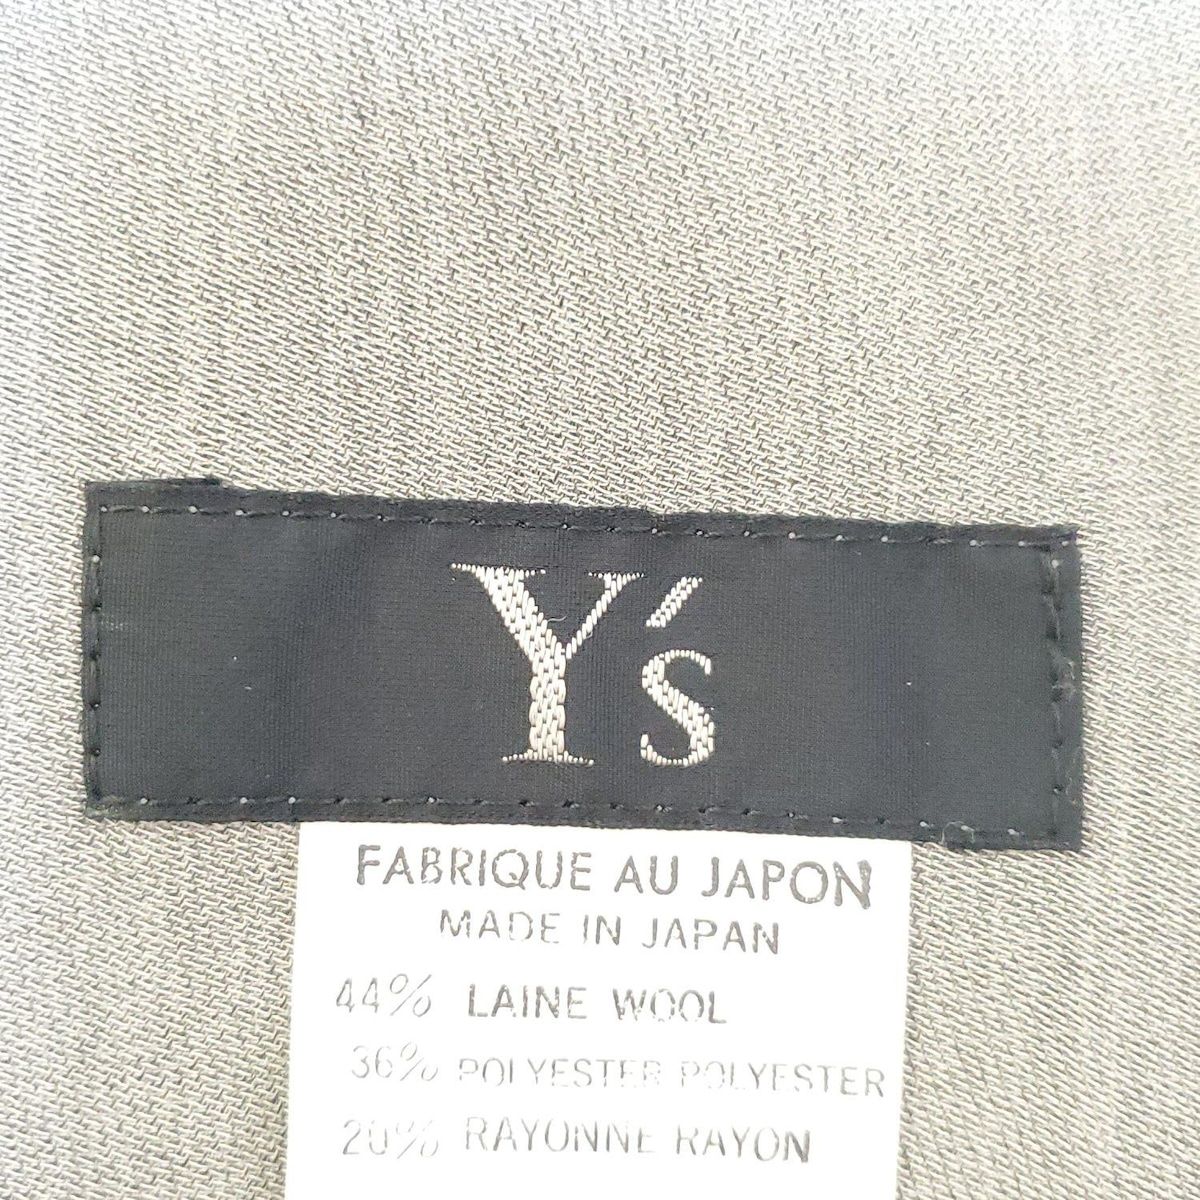 Y's
FABRIQUE AU JAPON
MADE IN JAPAN
44% LAINE WOOL
36% POLYESTER POLYESTER
20% RAYONNE RAYON